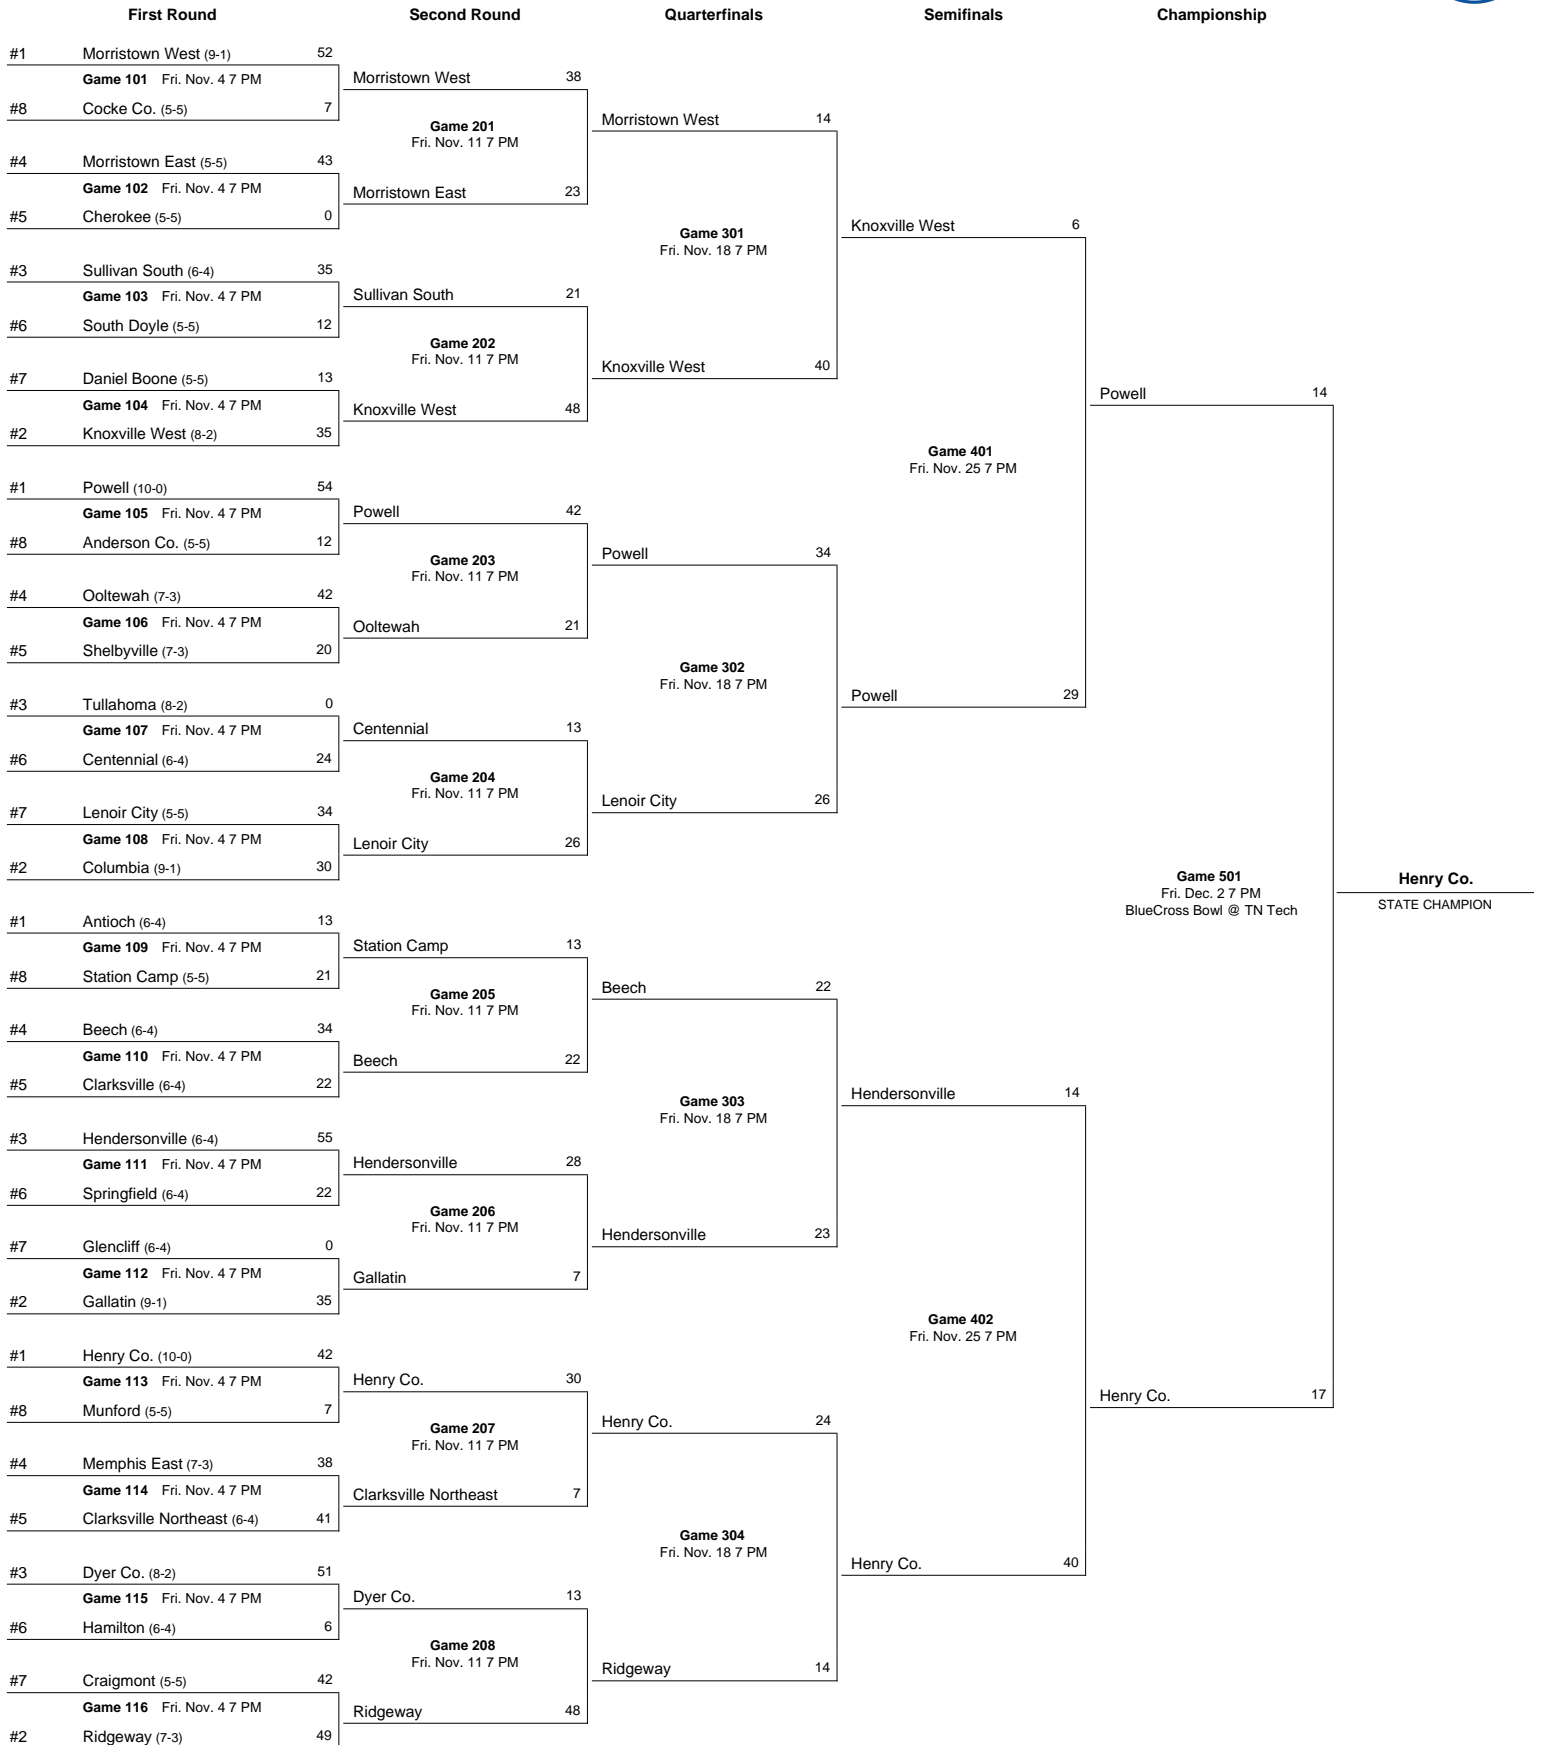 First Round
Second Round
Quarterfinals
Semifinals
Championship
#1 Morristown West (9-1) 52
Game 101 Fri. Nov. 4 7 PM
#8 Cocke Co. (5-5) 7
#4 Morristown East (5-5) 43
Game 102 Fri. Nov. 4 7 PM
#5 Cherokee (5-5) 0
#3 Sullivan South (6-4) 35
Game 103 Fri. Nov. 4 7 PM
#6 South Doyle (5-5) 12
#7 Daniel Boone (5-5) 13
Game 104 Fri. Nov. 4 7 PM
#2 Knoxville West (8-2) 35
#1 Powell (10-0) 54
Game 105 Fri. Nov. 4 7 PM
#8 Anderson Co. (5-5) 12
#4 Ooltewah (7-3) 42
Game 106 Fri. Nov. 4 7 PM
#5 Shelbyville (7-3) 20
#3 Tullahoma (8-2) 0
Game 107 Fri. Nov. 4 7 PM
#6 Centennial (6-4) 24
#7 Lenoir City (5-5) 34
Game 108 Fri. Nov. 4 7 PM
#2 Columbia (9-1) 30
#1 Antioch (6-4) 13
Game 109 Fri. Nov. 4 7 PM
#8 Station Camp (5-5) 21
#4 Beech (6-4) 34
Game 110 Fri. Nov. 4 7 PM
#5 Clarksville (6-4) 22
#3 Hendersonville (6-4) 55
Game 111 Fri. Nov. 4 7 PM
#6 Springfield (6-4) 22
#7 Glencliff (6-4) 0
Game 112 Fri. Nov. 4 7 PM
#2 Gallatin (9-1) 35
#1 Henry Co. (10-0) 42
Game 113 Fri. Nov. 4 7 PM
#8 Munford (5-5) 7
#4 Memphis East (7-3) 38
Game 114 Fri. Nov. 4 7 PM
#5 Clarksville Northeast (6-4) 41
#3 Dyer Co. (8-2) 51
Game 115 Fri. Nov. 4 7 PM
#6 Hamilton (6-4) 6
#7 Craigmont (5-5) 42
Game 116 Fri. Nov. 4 7 PM
#2 Ridgeway (7-3) 49
Morristown West 38
Game 201
Fri. Nov. 11 7 PM
Morristown East 23
Sullivan South 21
Game 202
Fri. Nov. 11 7 PM
Knoxville West 48
Powell 42
Game 203
Fri. Nov. 11 7 PM
Ooltewah 21
Centennial 13
Game 204
Fri. Nov. 11 7 PM
Lenoir City 26
Station Camp 13
Game 205
Fri. Nov. 11 7 PM
Beech 22
Hendersonville 28
Game 206
Fri. Nov. 11 7 PM
Gallatin 7
Henry Co. 30
Game 207
Fri. Nov. 11 7 PM
Clarksville Northeast 7
Dyer Co. 13
Game 208
Fri. Nov. 11 7 PM
Ridgeway 48
Morristown West 14
Game 301
Fri. Nov. 18 7 PM
Knoxville West 40
Powell 34
Game 302
Fri. Nov. 18 7 PM
Lenoir City 26
Beech 22
Game 303
Fri. Nov. 18 7 PM
Hendersonville 23
Henry Co. 24
Game 304
Fri. Nov. 18 7 PM
Ridgeway 14
Knoxville West 6
Game 401
Fri. Nov. 25 7 PM
Powell 29
Hendersonville 14
Game 402
Fri. Nov. 25 7 PM
Henry Co. 40
Powell 14
Game 501
Fri. Dec. 2 7 PM
BlueCross Bowl @ TN Tech
Henry Co. 17
Henry Co.
STATE CHAMPION